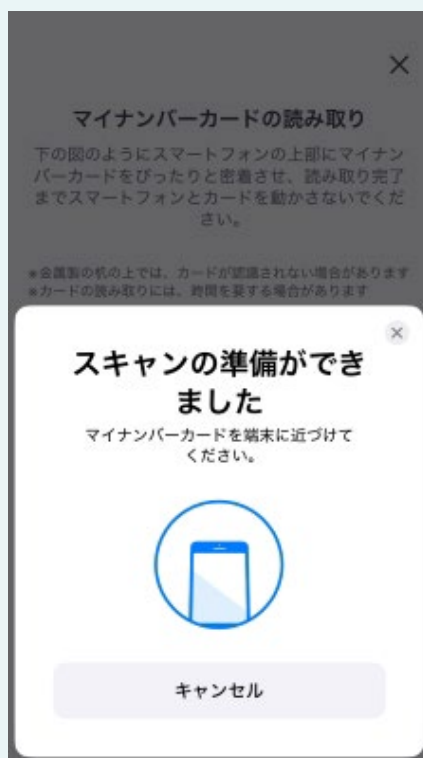 マイナンバーカードの読み取り
下の図のようにスマートフォンの上部にマイナン
バーカードをぴったりと密着させ、読み取り完了
までスマートフォンとカードを動かさないでくだ
さい。
※金属製の机の上では、カードが認識されない場合があります
※カードの読み取りには、時間を要する場合があります
スキャンの準備ができ
ました
マイナンバーカードを端末に近づけて
ください。
キャンセル